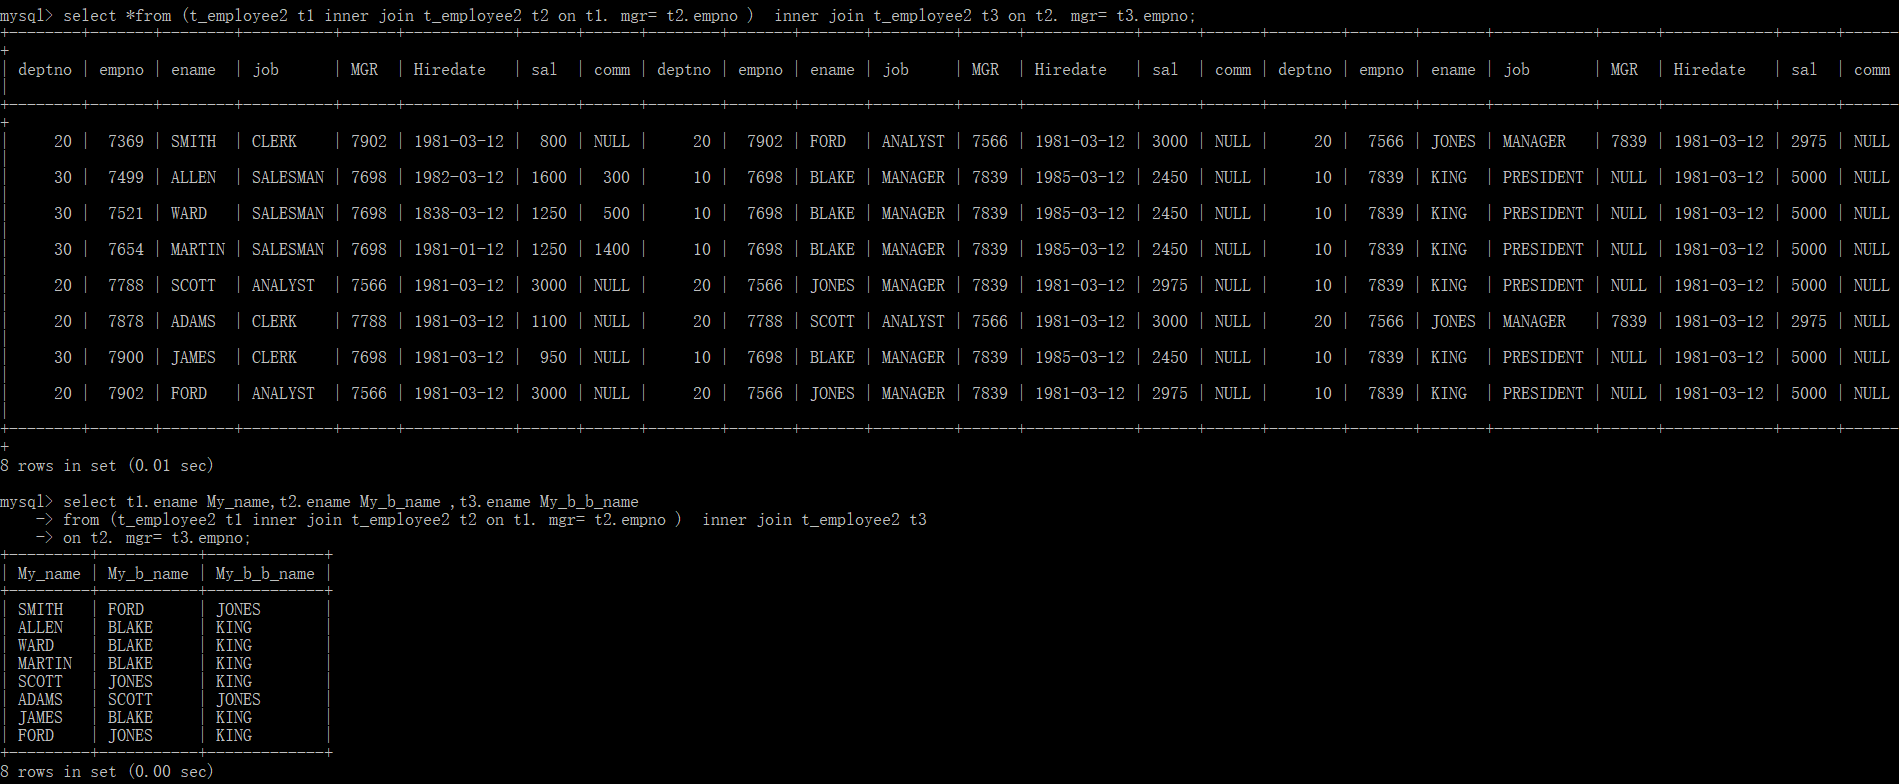 mysql> select *from (t_employee2 t1 inner join t_employee2 t2 on t1. mgr= t2.empno )  inner join t_employee2 t3 on t2. mgr= t3.empno;
+--------+-------+--------+----------+------+------------+------+------+--------+-------+-------+---------+------+------------+------+------+--------+-------+-------+-----------+------+------------+------+------
+
| deptno | empno | ename  | job      | MGR  | Hiredate   | sal  | comm | deptno | empno | ename | job     | MGR  | Hiredate   | sal  | comm | deptno | empno | ename | job       | MGR  | Hiredate   | sal  | comm
|
+--------+-------+--------+----------+------+------------+------+------+--------+-------+-------+---------+------+------------+------+------+--------+-------+-------+-----------+------+------------+------+------
+
|     20 |  7369 | SMITH  | CLERK    | 7902 | 1981-03-12 |  800 | NULL |     20 |  7902 | FORD  | ANALYST | 7566 | 1981-03-12 | 3000 | NULL |     20 |  7566 | JONES | MANAGER   | 7839 | 1981-03-12 | 2975 | NULL
|
|     30 |  7499 | ALLEN  | SALESMAN | 7698 | 1982-03-12 | 1600 |  300 |     10 |  7698 | BLAKE | MANAGER | 7839 | 1985-03-12 | 2450 | NULL |     10 |  7839 | KING  | PRESIDENT | NULL | 1981-03-12 | 5000 | NULL
|
|     30 |  7521 | WARD   | SALESMAN | 7698 | 1838-03-12 | 1250 |  500 |     10 |  7698 | BLAKE | MANAGER | 7839 | 1985-03-12 | 2450 | NULL |     10 |  7839 | KING  | PRESIDENT | NULL | 1981-03-12 | 5000 | NULL
|
|     30 |  7654 | MARTIN | SALESMAN | 7698 | 1981-01-12 | 1250 | 1400 |     10 |  7698 | BLAKE | MANAGER | 7839 | 1985-03-12 | 2450 | NULL |     10 |  7839 | KING  | PRESIDENT | NULL | 1981-03-12 | 5000 | NULL
|
|     20 |  7788 | SCOTT  | ANALYST  | 7566 | 1981-03-12 | 3000 | NULL |     20 |  7566 | JONES | MANAGER | 7839 | 1981-03-12 | 2975 | NULL |     10 |  7839 | KING  | PRESIDENT | NULL | 1981-03-12 | 5000 | NULL
|
|     20 |  7878 | ADAMS  | CLERK    | 7788 | 1981-03-12 | 1100 | NULL |     20 |  7788 | SCOTT | ANALYST | 7566 | 1981-03-12 | 3000 | NULL |     20 |  7566 | JONES | MANAGER   | 7839 | 1981-03-12 | 2975 | NULL
|
|     30 |  7900 | JAMES  | CLERK    | 7698 | 1981-03-12 |  950 | NULL |     10 |  7698 | BLAKE | MANAGER | 7839 | 1985-03-12 | 2450 | NULL |     10 |  7839 | KING  | PRESIDENT | NULL | 1981-03-12 | 5000 | NULL
|
|     20 |  7902 | FORD   | ANALYST  | 7566 | 1981-03-12 | 3000 | NULL |     20 |  7566 | JONES | MANAGER | 7839 | 1981-03-12 | 2975 | NULL |     10 |  7839 | KING  | PRESIDENT | NULL | 1981-03-12 | 5000 | NULL
|
+--------+-------+--------+----------+------+------------+------+------+--------+-------+-------+---------+------+------------+------+------+--------+-------+-------+-----------+------+------------+------+------
+
8 rows in set (0.01 sec)

mysql> select t1.ename My_name,t2.ename My_b_name ,t3.ename My_b_b_name
    -> from (t_employee2 t1 inner join t_employee2 t2 on t1. mgr= t2.empno )  inner join t_employee2 t3
    -> on t2. mgr= t3.empno;
+---------+-----------+-------------+
| My_name | My_b_name | My_b_b_name |
+---------+-----------+-------------+
| SMITH   | FORD      | JONES       |
| ALLEN   | BLAKE     | KING        |
| WARD    | BLAKE     | KING        |
| MARTIN  | BLAKE     | KING        |
| SCOTT   | JONES     | KING        |
| ADAMS   | SCOTT     | JONES       |
| JAMES   | BLAKE     | KING        |
| FORD    | JONES     | KING        |
+---------+-----------+-------------+
8 rows in set (0.00 sec)